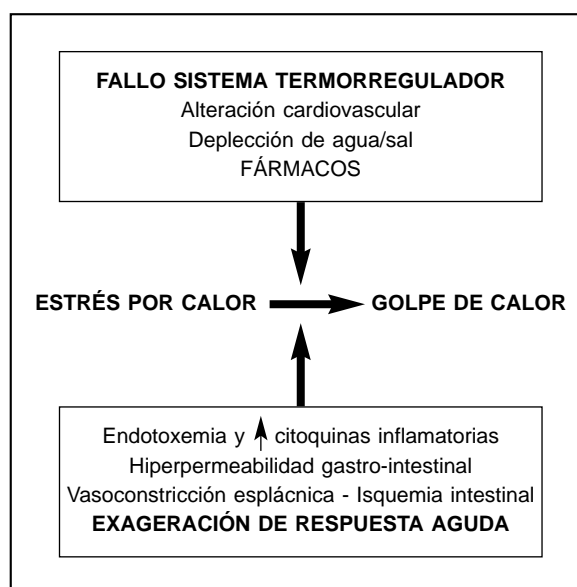 FALLO SISTEMA TERMORREGULADOR
Alteración cardiovascular
Deplección de agua/sal
FÁRMACOS
ESTRÉS POR CALOR GOLPE DE CALOR
Endotoxemia y citoquinas inflamatorias
Hiperpermeabilidad gastro-intestinal
Vasoconstricción esplácnica - Isquemia intestinal
EXAGERACIÓN DE RESPUESTA AGUDA